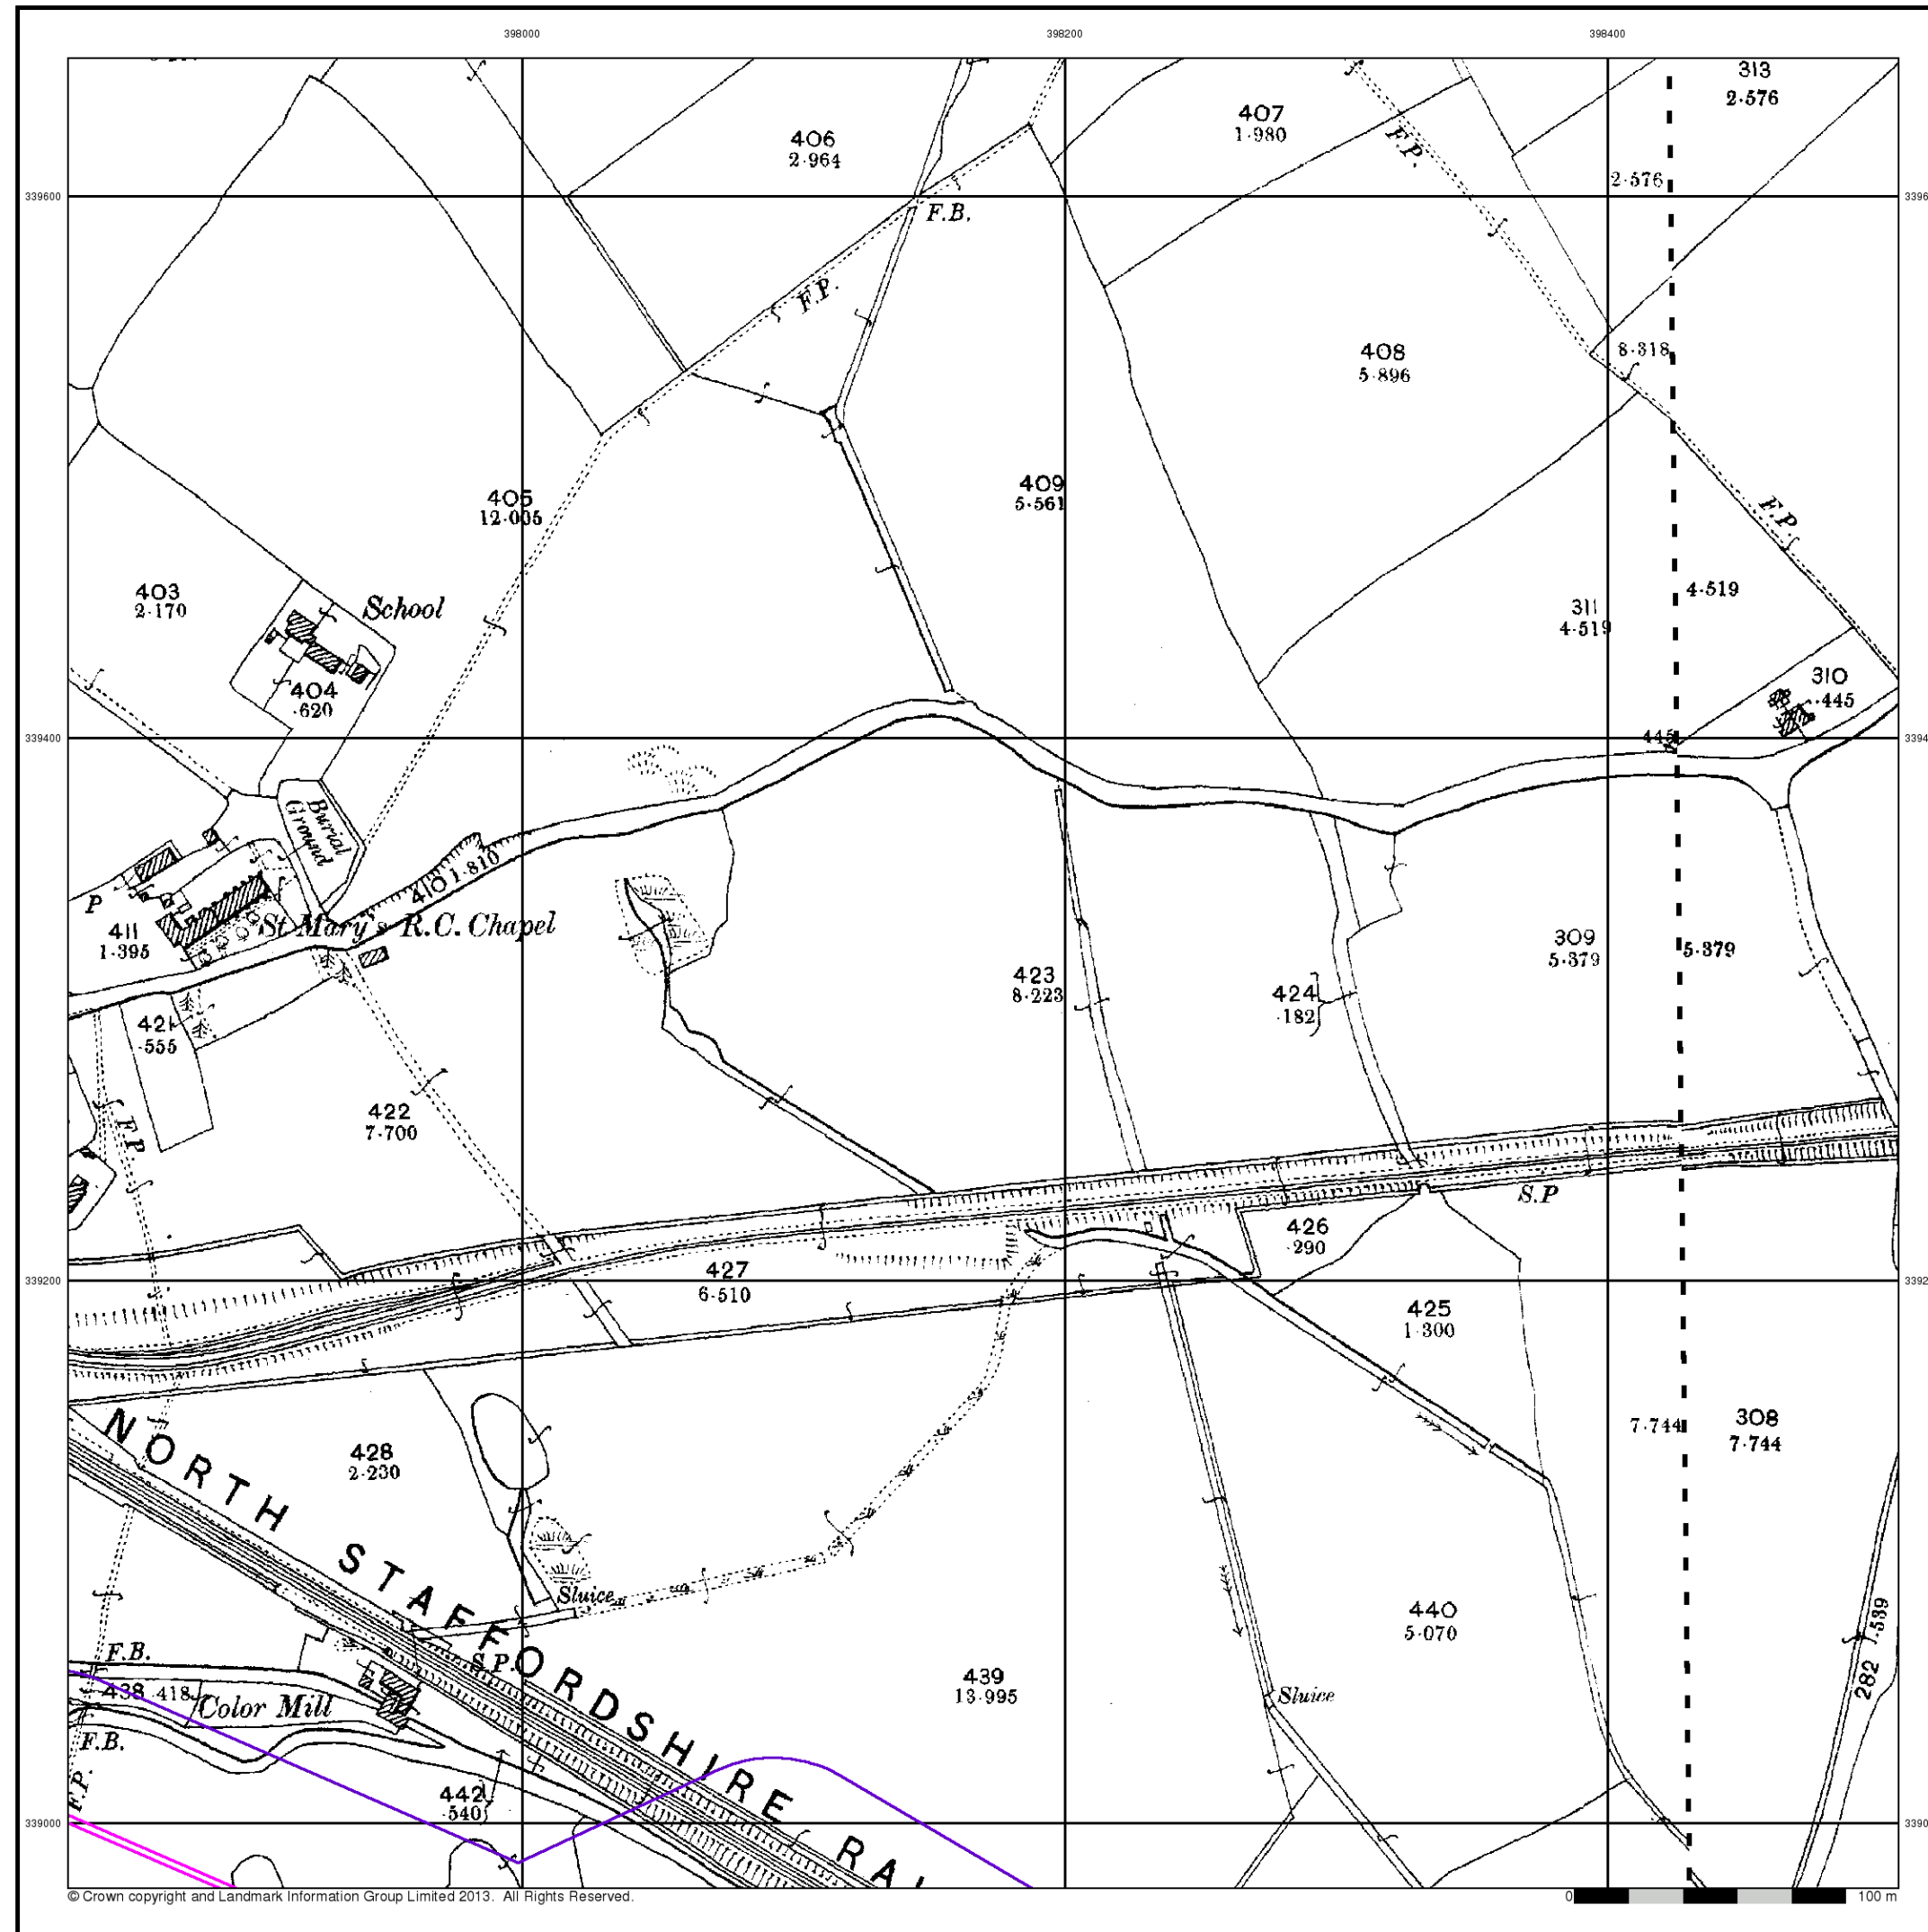 398000 398200 398400
313
2·576
407
1·980
406
2·964
F.P.
2·576
339600
F.B.
F.P.
8·318
408
5·896
405
12·005
409
5·561
F.P.
403
2·170
School
4·519
311
4·519
404
·620
310
·445
339400
445
Burial
Ground
410 1·810
P
411
1·395
St Mary's R.C. Chapel
309
5·379
5·379
423
8·223
424
·182
421
·555
422
7·700
F.P.
S.P
426
·290
339200
427
6·510
425
1·300
308
7·744
7·744
428
2·230
NORTH STAFFORDSHIRE RAI
Sluice
440
5·070
1·539
282
F.B.
S.P.
439
13·995
438 ·418
Color Mill
Sluice
F.B.
F.P.
442
·540
339000
© Crown copyright and Landmark Information Group Limited 2013. All Rights Reserved.
0 100 m